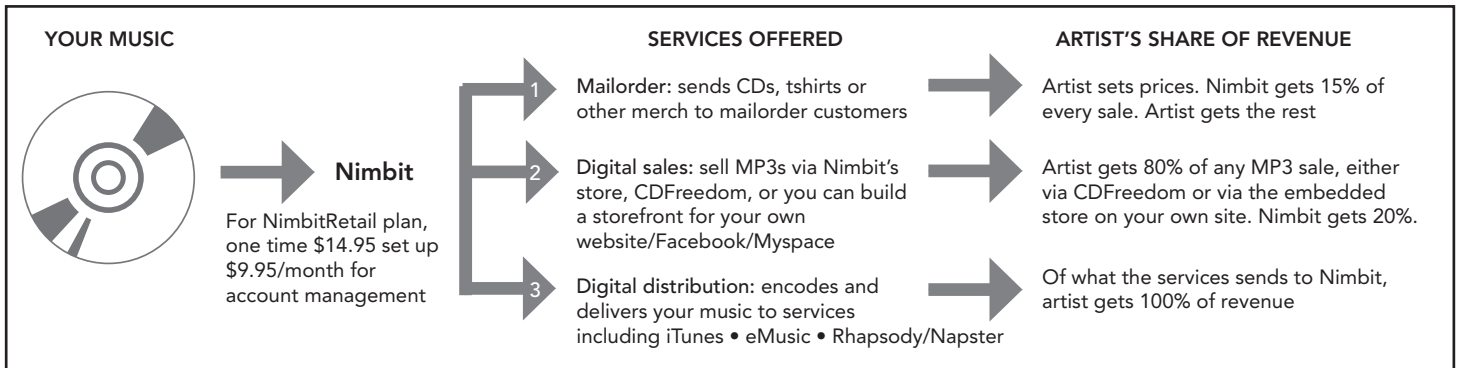 YOUR MUSIC
SERVICES OFFERED
ARTIST'S SHARE OF REVENUE
Nimbit
For NimbitRetail plan,
one time $14.95 set up
$9.95/month for
account management
1
Mailorder: sends CDs, tshirts or
other merch to mailorder customers
Artist sets prices. Nimbit gets 15% of
every sale. Artist gets the rest
2
Digital sales: sell MP3s via Nimbit's
store, CDFreedom, or you can build
a storefront for your own
website/Facebook/Myspace
Artist gets 80% of any MP3 sale, either
via CDFreedom or via the embedded
store on your own site. Nimbit gets 20%.
3
Digital distribution: encodes and
delivers your music to services
including iTunes • eMusic • Rhapsody/Napster
Of what the services sends to Nimbit,
artist gets 100% of revenue